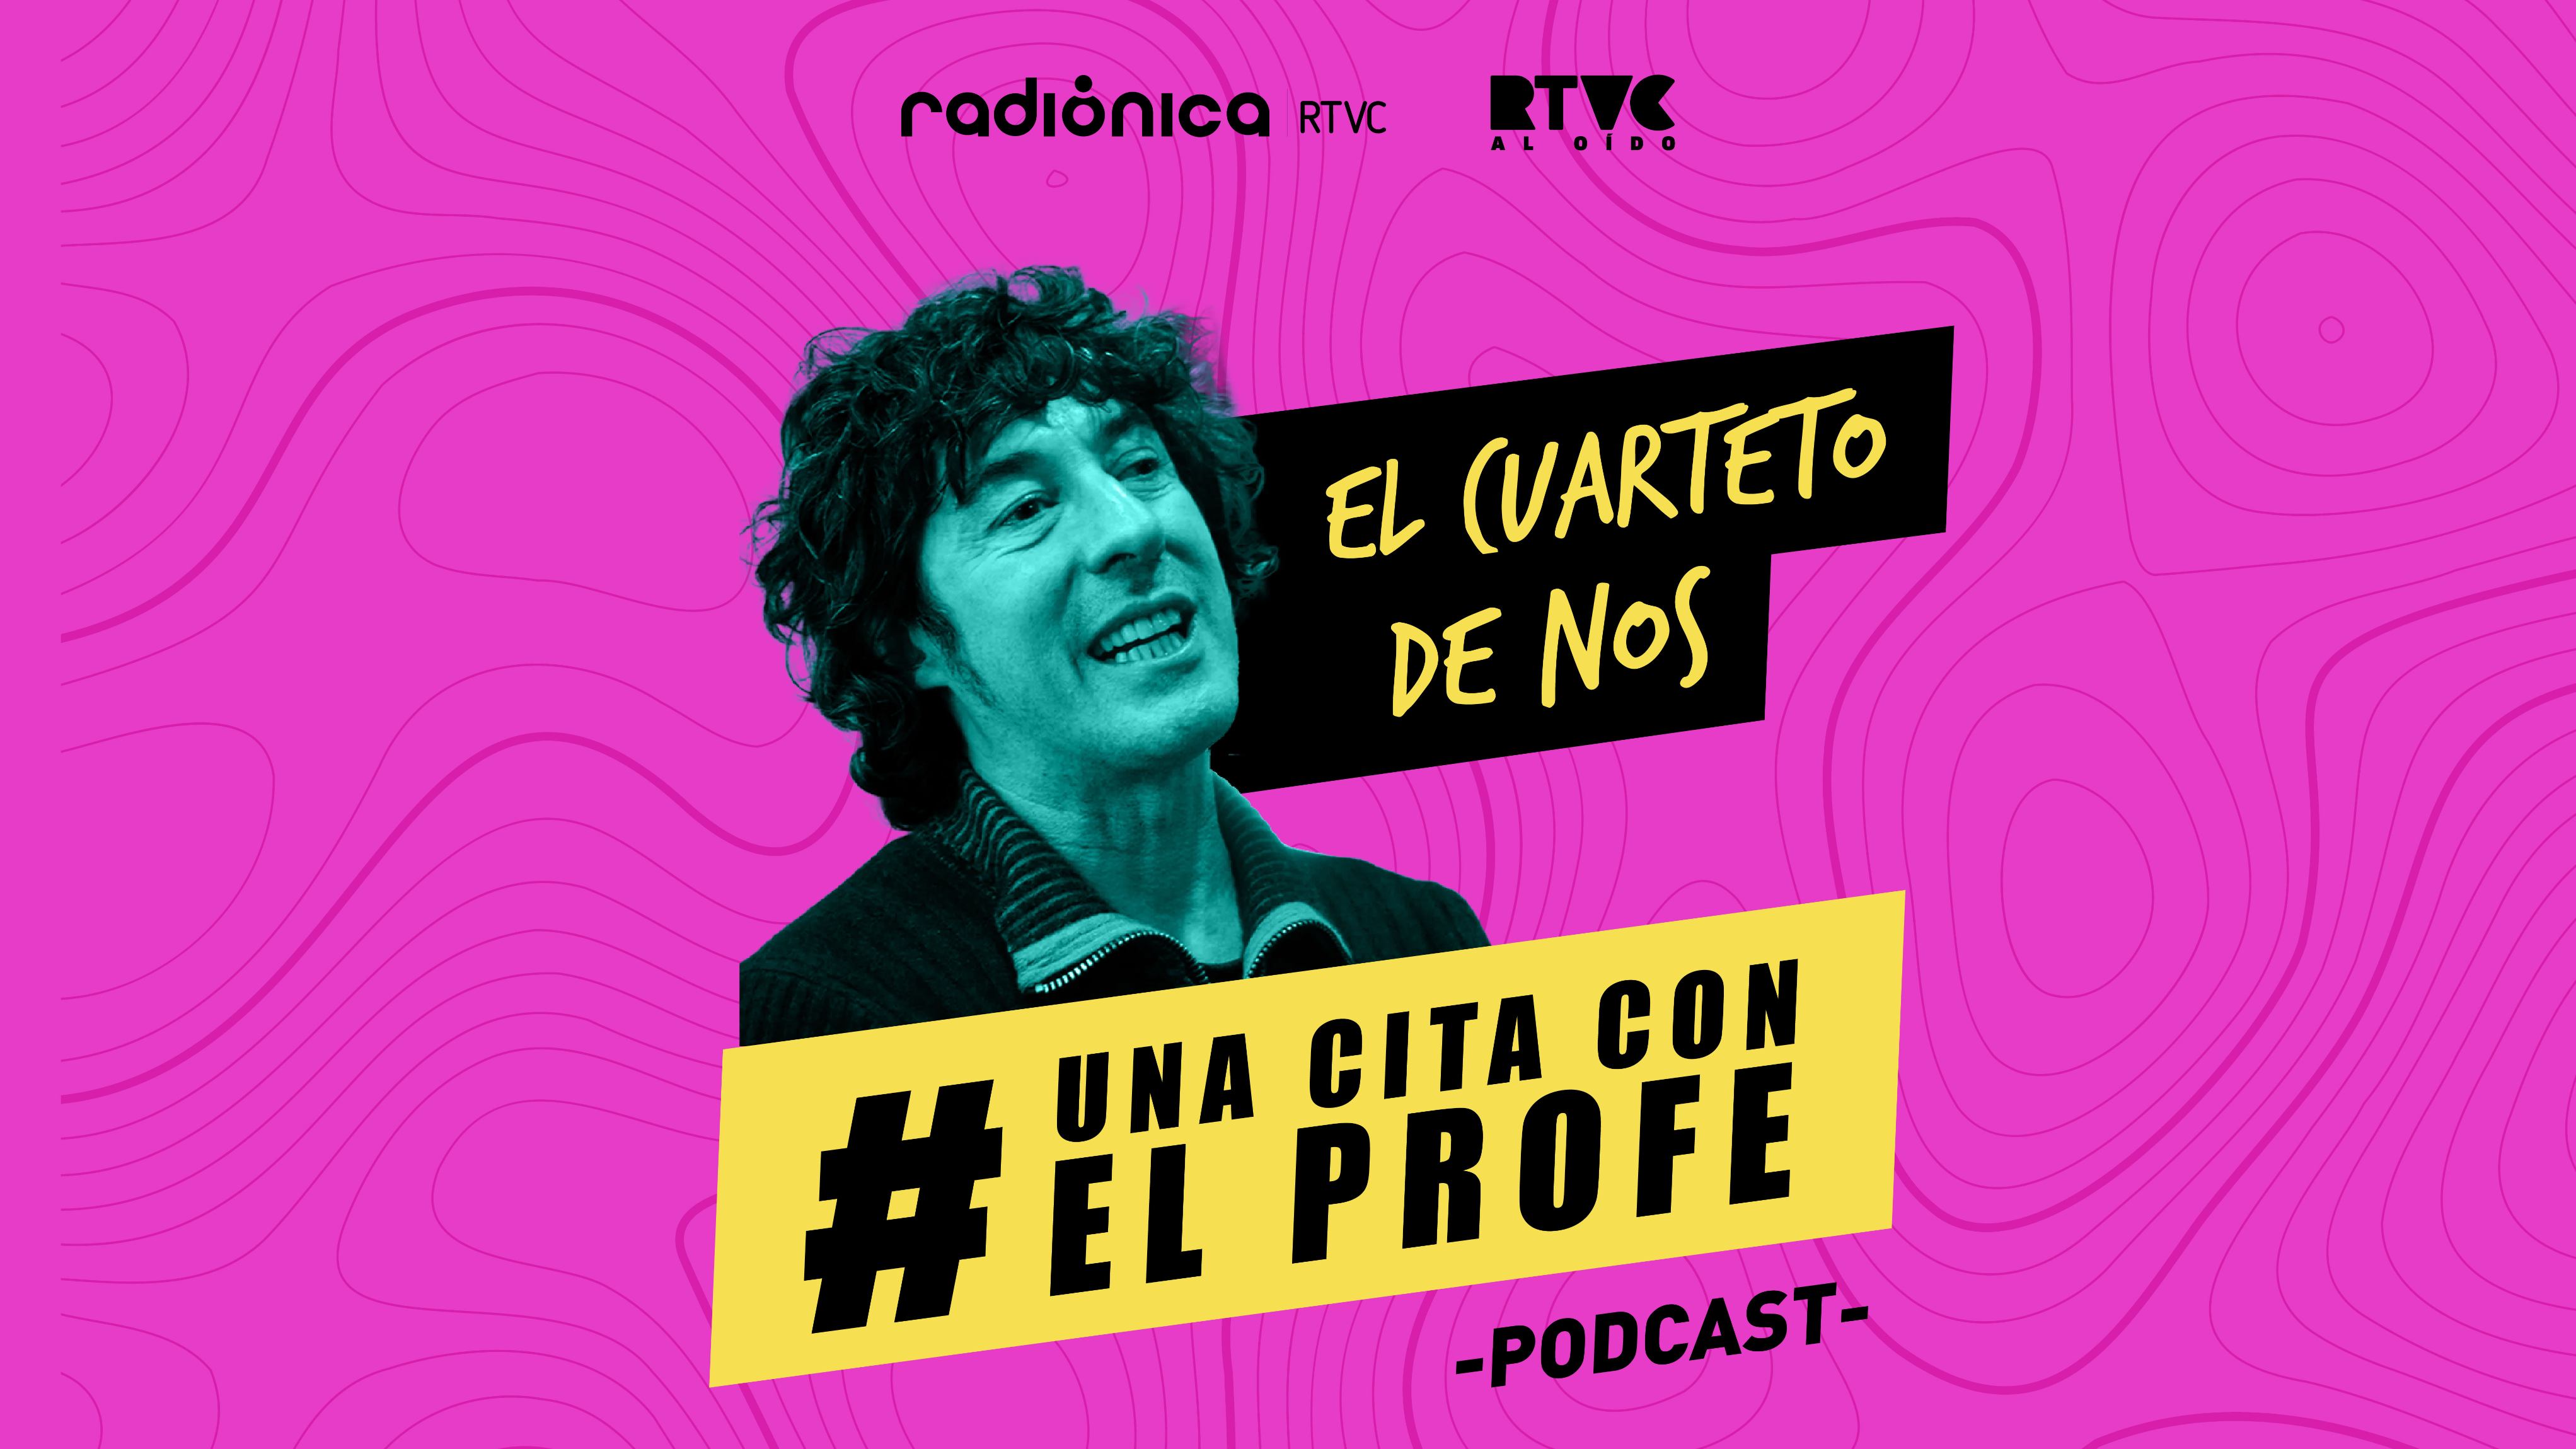 radiónica RTVC
RTVC
AL OÍDO
EL CUARTETO
DE NOS
# UNA CITA CON
EL PROFE
-PODCAST-